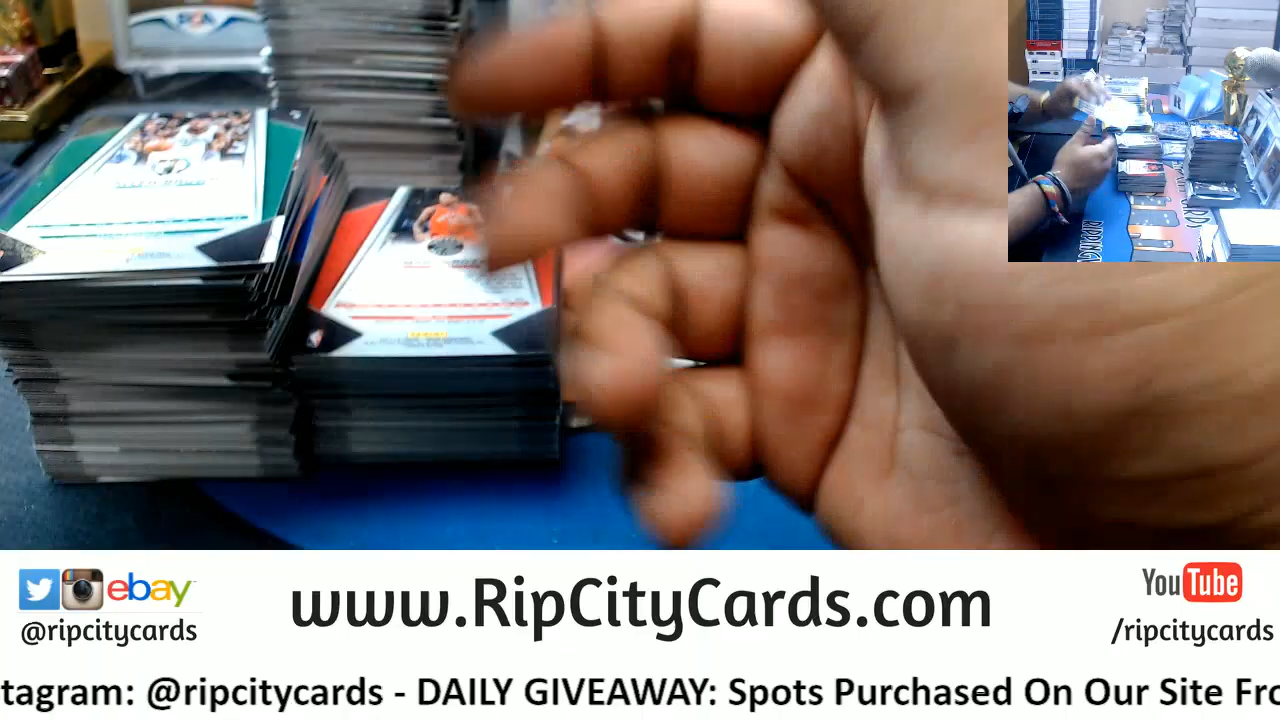 ebay
@ripcitycards
www.RipCityCards.com
YouTube
/ripcitycards
tagram: @ripcitycards - DAILY GIVEAWAY: Spots Purchased On Our Site Fro